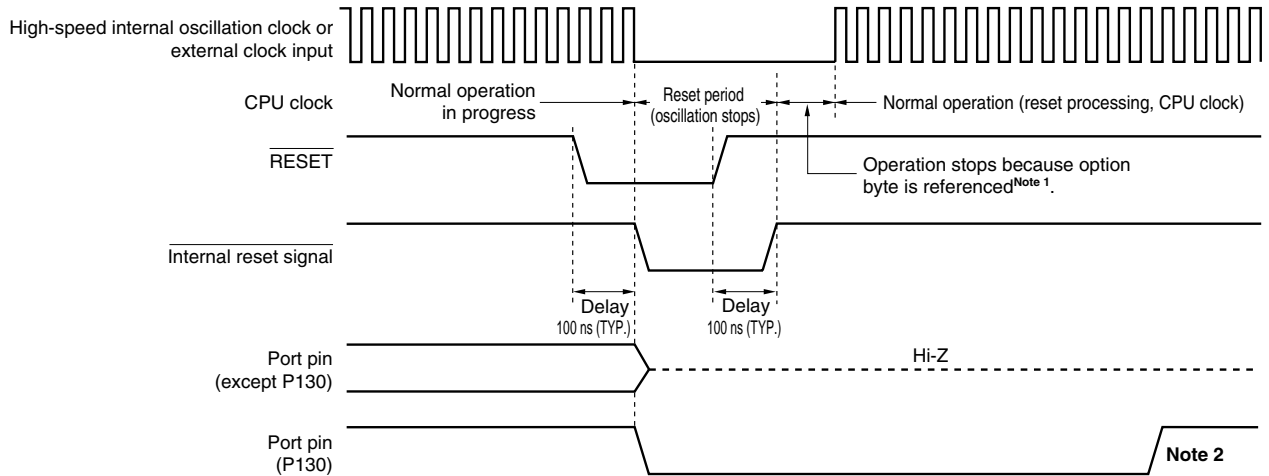 High-speed internal oscillation clock or
external clock input
CPU clock
Normal operation
in progress
Reset period
(oscillation stops)
Normal operation (reset processing, CPU clock)
RESET
Operation stops because option
byte is referencedNote 1.
Internal reset signal
Delay
100 ns (TYP.)
Delay
100 ns (TYP.)
Port pin
(except P130)
Hi-Z
Port pin
(P130)
Note 2